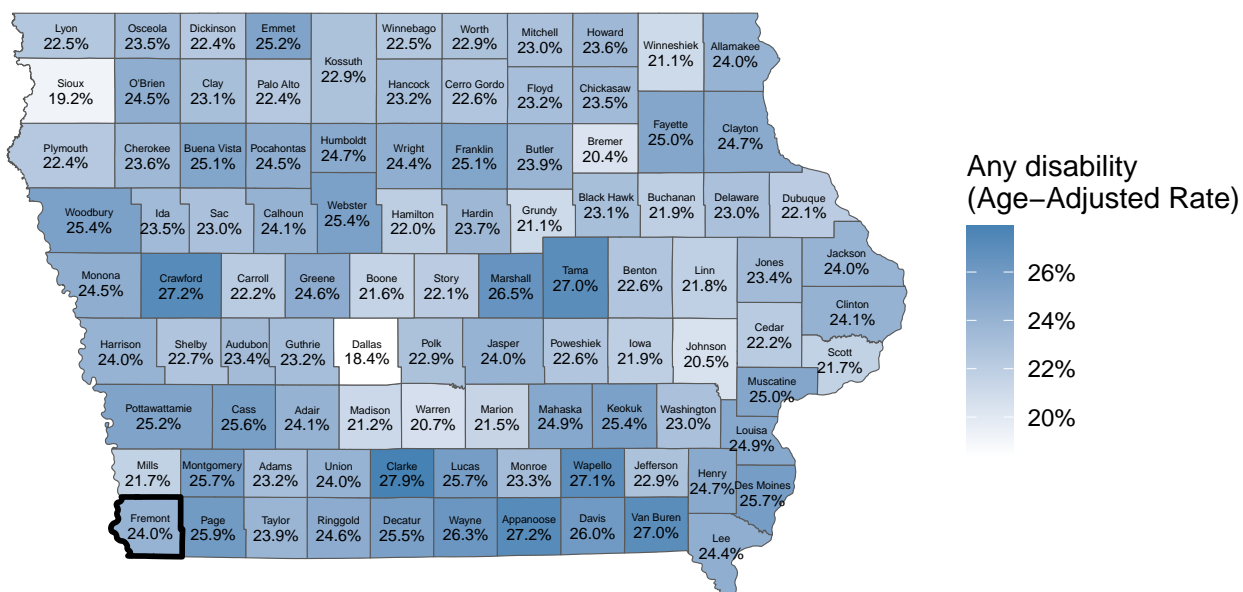 Lyon
22.5%
Osceola
23.5%
Dickinson
22.4%
Emmet
25.2%
Kossuth
22.9%
Winnebago
22.5%
Worth
22.9%
Mitchell
23.0%
Howard
23.6%
Winneshiek
21.1%
Allamakee
24.0%
Sioux
19.2%
O'Brien
24.5%
Clay
23.1%
Palo Alto
22.4%
Hancock
23.2%
Cerro Gordo
22.6%
Floyd
23.2%
Chickasaw
23.5%
Fayette
25.0%
Clayton
24.7%
Plymouth
22.4%
Cherokee
23.6%
Buena Vista
25.1%
Pocahontas
24.5%
Humboldt
24.7%
Wright
24.4%
Franklin
25.1%
Butler
23.9%
Bremer
20.4%
Woodbury
25.4%
Ida
23.5%
Sac
23.0%
Calhoun
24.1%
Webster
25.4%
Hamilton
22.0%
Hardin
23.7%
Grundy
21.1%
Black Hawk
23.1%
Buchanan
21.9%
Delaware
23.0%
Dubuque
22.1%
Monona
24.5%
Crawford
27.2%
Carroll
22.2%
Greene
24.6%
Boone
21.6%
Story
22.1%
Marshall
26.5%
Tama
27.0%
Benton
22.6%
Linn
21.8%
Jones
23.4%
Jackson
24.0%
Clinton
24.1%
Harrison
24.0%
Shelby
22.7%
Audubon
23.4%
Guthrie
23.2%
Dallas
18.4%
Polk
22.9%
Jasper
24.0%
Poweshiek
22.6%
Iowa
21.9%
Johnson
20.5%
Cedar
22.2%
Scott
21.7%
Muscatine
25.0%
Pottawattamie
25.2%
Cass
25.6%
Adair
24.1%
Madison
21.2%
Warren
20.7%
Marion
21.5%
Mahaska
24.9%
Keokuk
25.4%
Washington
23.0%
Louisa
24.9%
Mills
21.7%
Montgomery
25.7%
Adams
23.2%
Union
24.0%
Clarke
27.9%
Lucas
25.7%
Monroe
23.3%
Wapello
27.1%
Jefferson
22.9%
Henry
24.7%
Des Moines
25.7%
Fremont
24.0%
Page
25.9%
Taylor
23.9%
Ringgold
24.6%
Decatur
25.5%
Wayne
26.3%
Appanoose
27.2%
Davis
26.0%
Van Buren
27.0%
Lee
24.4%
Any disability
(Age−Adjusted Rate)
26%
24%
22%
20%